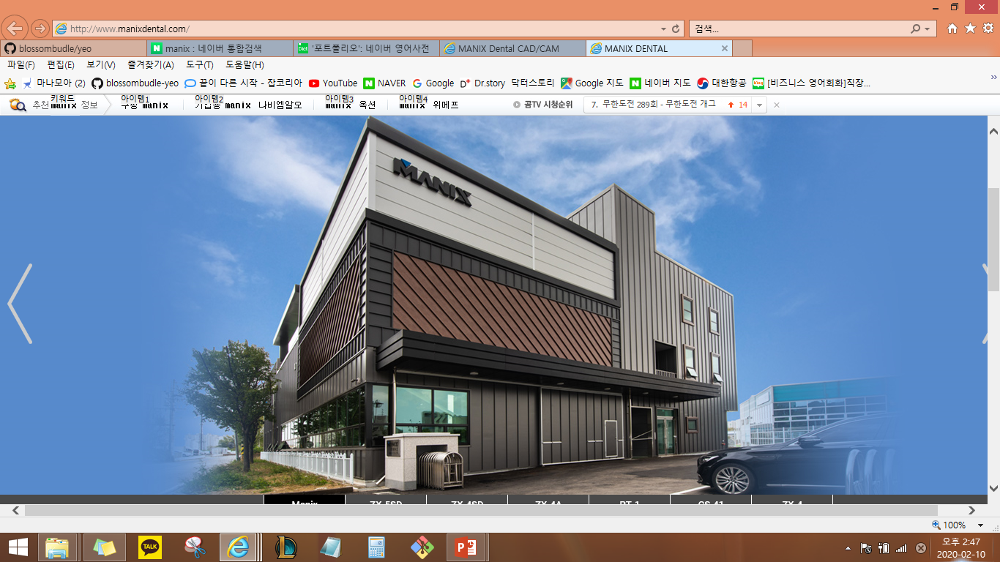 http://www.manixdental.com/
검색...
blossombudle/yeo
manix : 네이버 통합검색
'포트폴리오': 네이버 영어사전
MANIX Dental CAD/CAM
MANIX DENTAL
파일(F) 편집(E) 보기(V) 즐겨찾기(A) 도구(T) 도움말(H)
마나모아 (2) blossombudle-yeo 끝이 다른 시작 - 잡코리아 YouTube NAVER Google Dr.story 닥터스토리 Google 지도 네이버 지도 대한항공 [비즈니스 영어회화]직장...
추천 키워드 manix 정보
아이템1 manix
아이템2 manix 나비엠알오
아이템3 manix 옥션
아이템4 manix 위메프
곰TV 시청순위
7. 무한도전 289회 - 무한도전 개그 14
MANIX
Manix ZX-5SD ZX-4SD ZX-4A RT-1 CS-41 ZX-4
100%
TALK
오후 2:47
2020-02-10